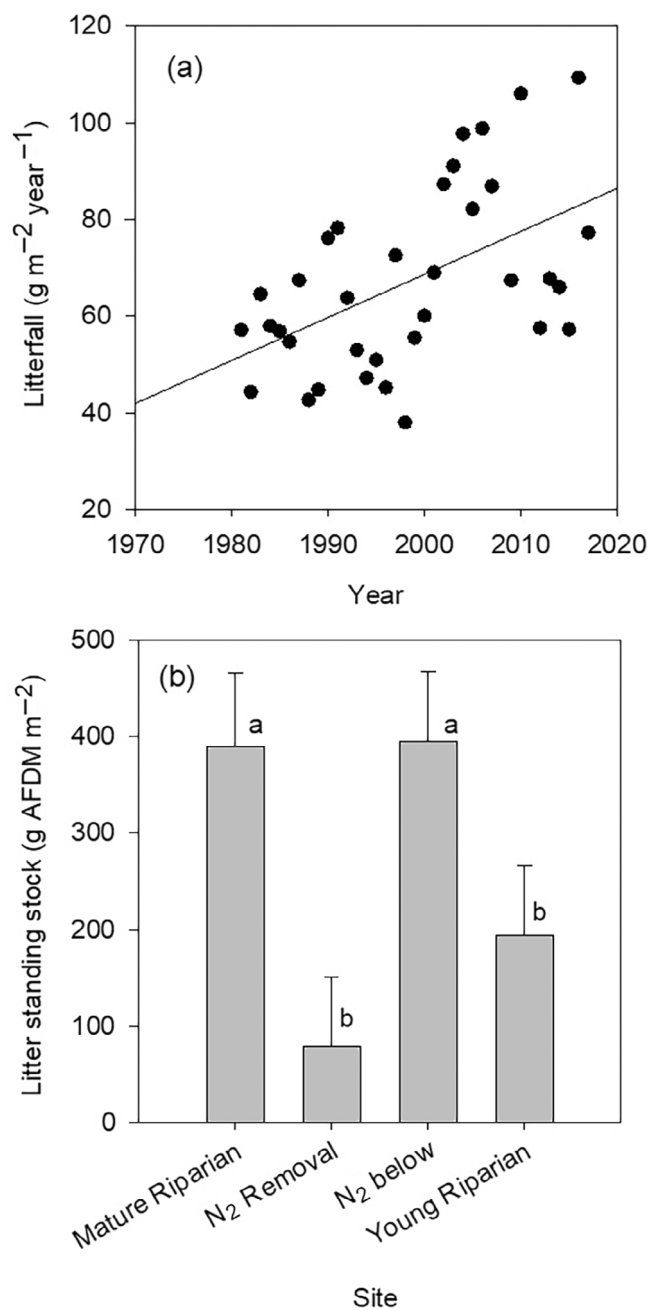 (a)
Litterfall (g m⁻² year⁻¹)
120
100
80
60
40
20
1970 1980 1990 2000 2010 2020
Year
(b)
Litter standing stock (g AFDM m⁻²)
500
400
300
200
100
0
a
b
a
b
Mature Riparian
N₂ Removal
N₂ below
Young Riparian
Site